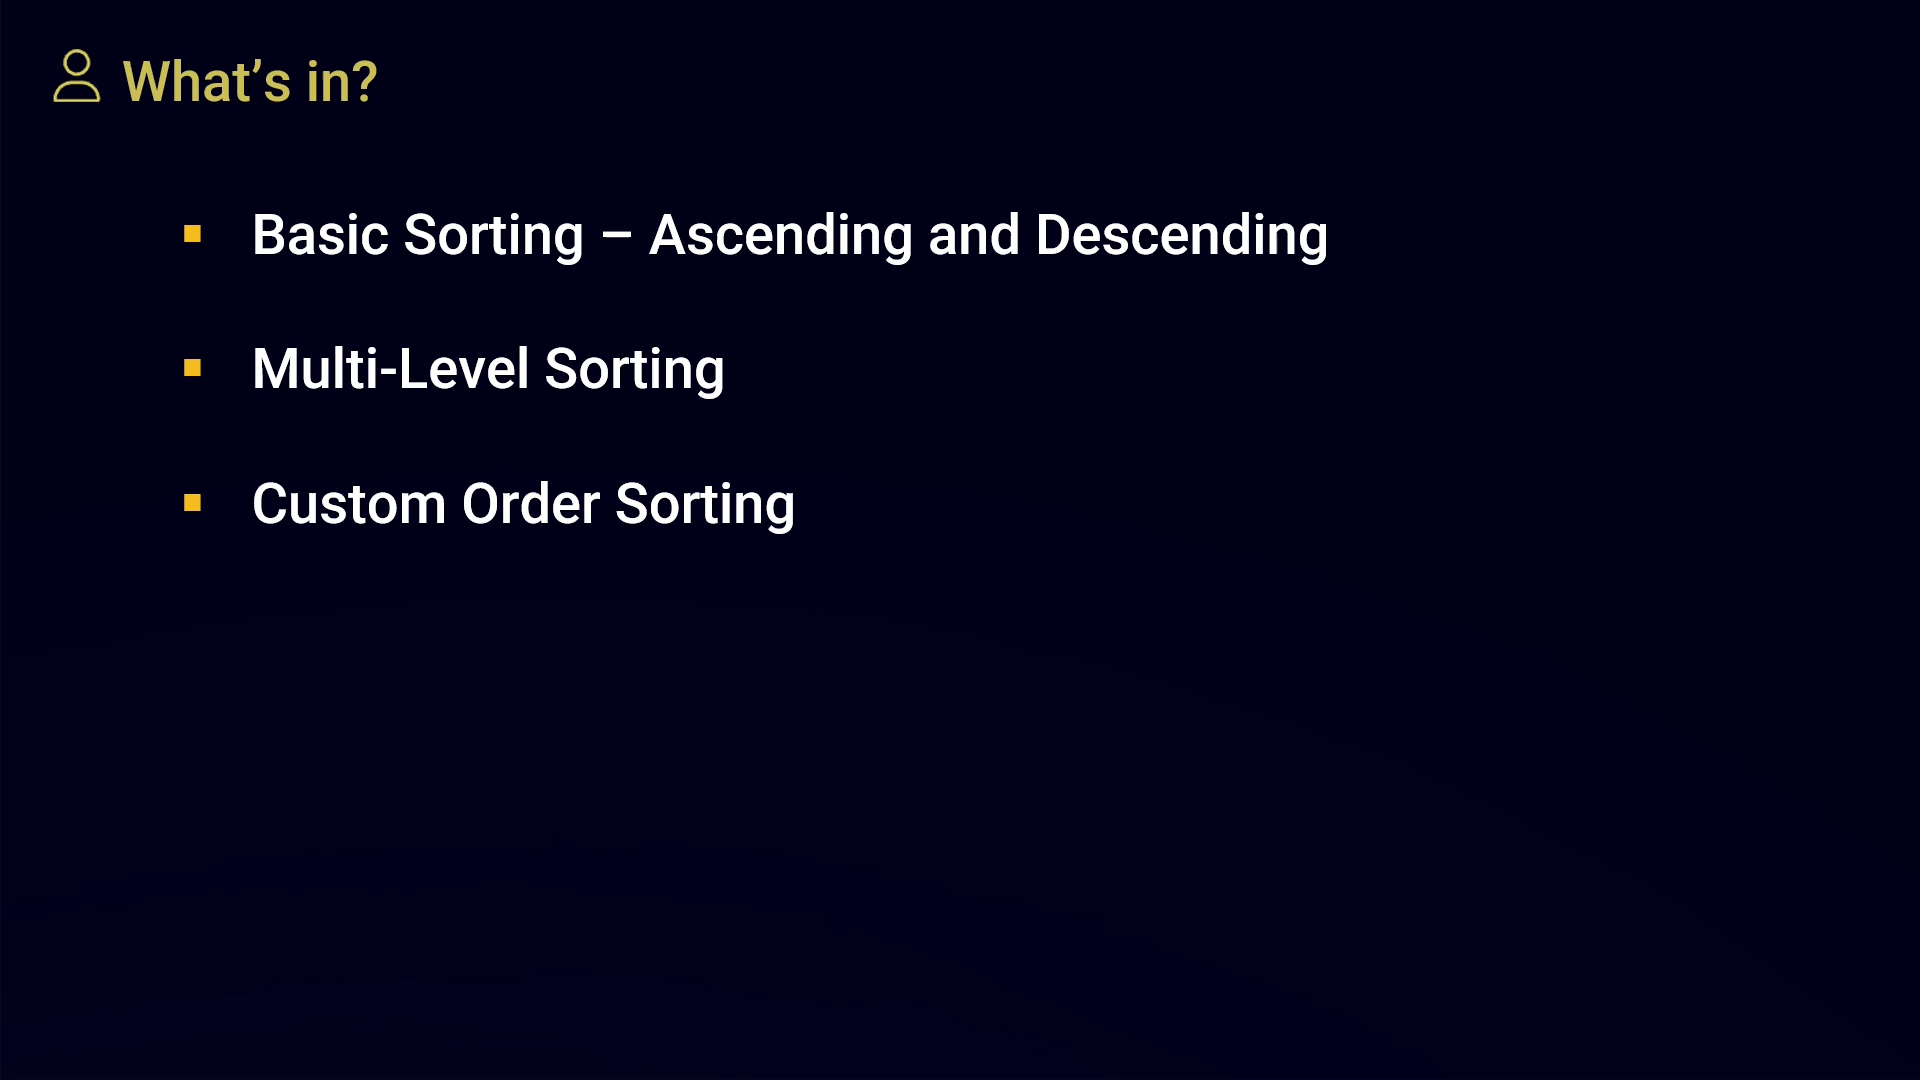 What’s in?
▪ Basic Sorting – Ascending and Descending
▪ Multi-Level Sorting
▪ Custom Order Sorting